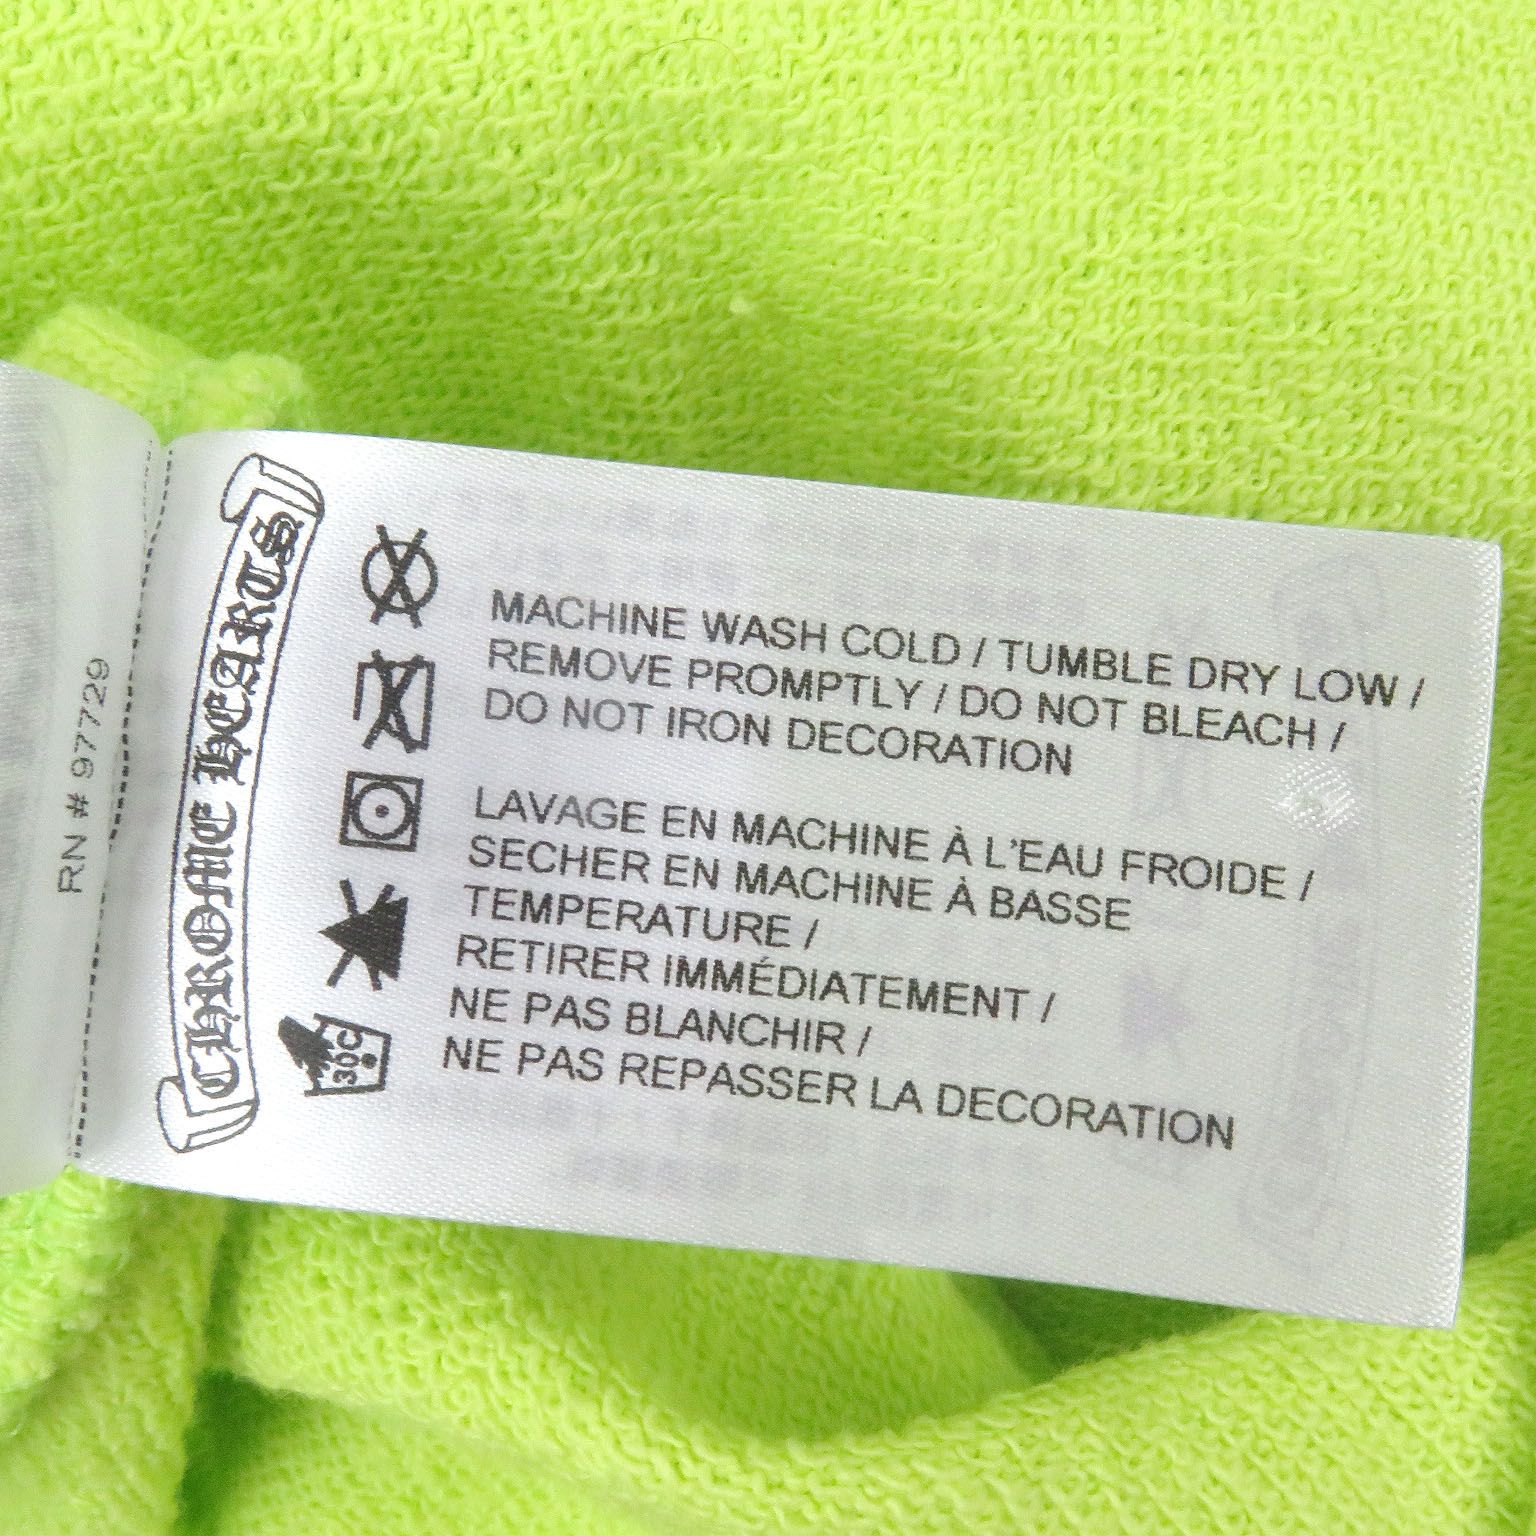 RN # 97729
CHROME HEARTS
MACHINE WASH COLD / TUMBLE DRY LOW /
REMOVE PROMPTLY / DO NOT BLEACH /
DO NOT IRON DECORATION
LAVAGE EN MACHINE À L'EAU FROIDE /
SECHER EN MACHINE À BASSE
TEMPERATURE /
RETIRER IMMÉDIATEMENT /
NE PAS BLANCHIR /
NE PAS REPASSER LA DECORATION
30C